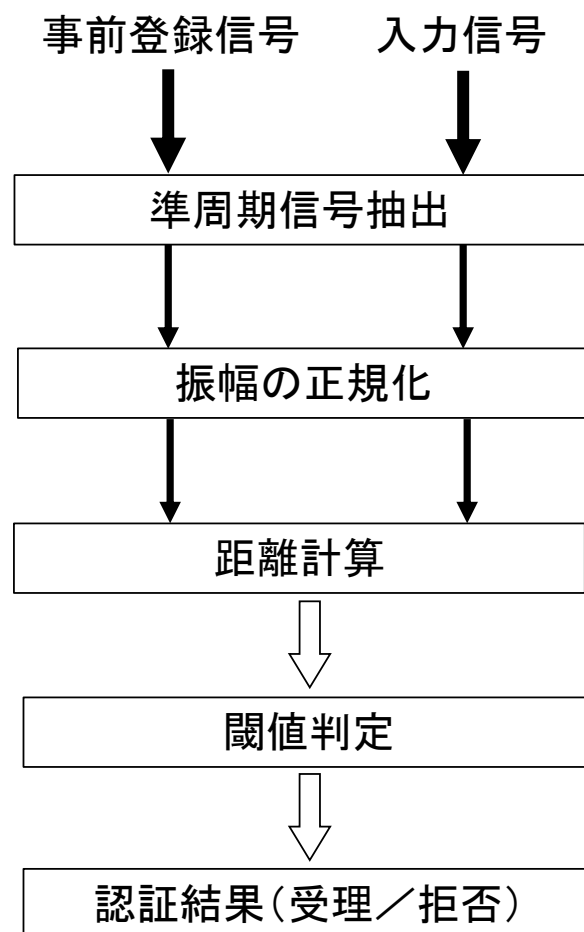 事前登録信号 入力信号
準周期信号抽出
振幅の正規化
距離計算
閾値判定
認証結果(受理/拒否)